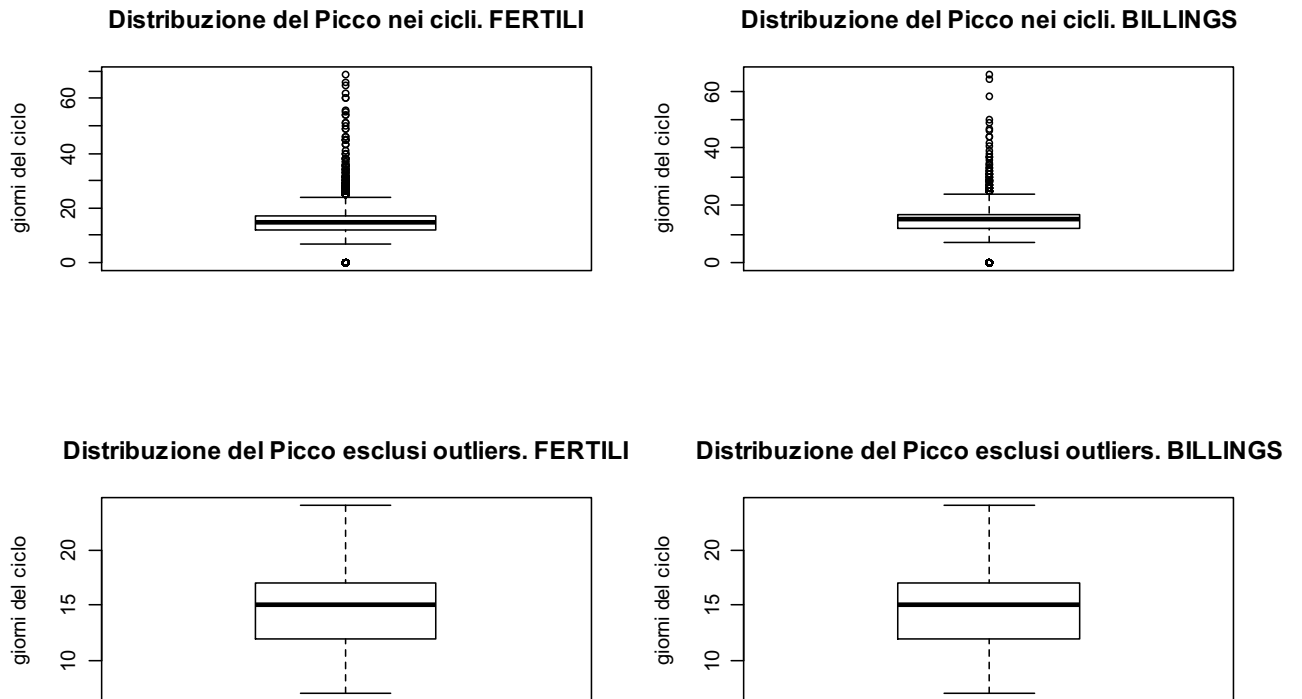 Distribuzione del Picco nei cicli. FERTILI
giorni del ciclo
60
40
20
0
Distribuzione del Picco nei cicli. BILLINGS
giorni del ciclo
60
40
20
0
Distribuzione del Picco esclusi outliers. FERTILI
giorni del ciclo
20
15
10
Distribuzione del Picco esclusi outliers. BILLINGS
giorni del ciclo
20
15
10